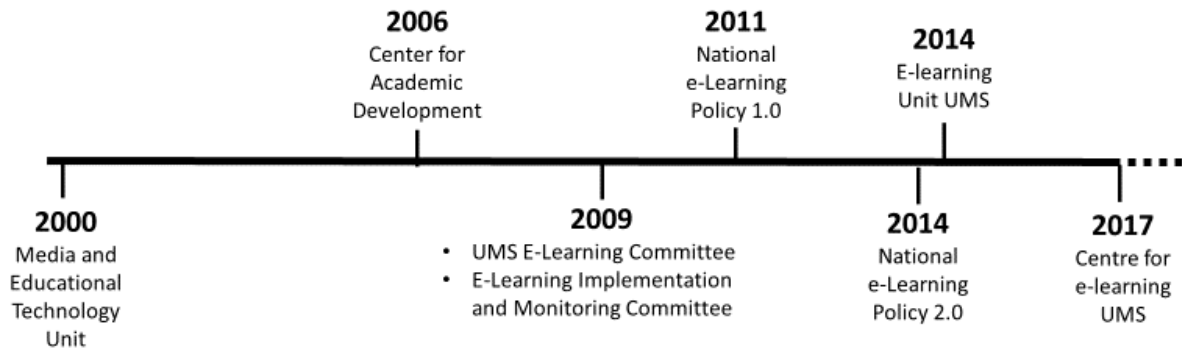 2006
Center for
Academic
Development
2011
National
e-Learning
Policy 1.0
2014
E-learning
Unit UMS
2000
Media and
Educational
Technology
Unit
2009
• UMS E-Learning Committee
• E-Learning Implementation
and Monitoring Committee
2014
National
e-Learning
Policy 2.0
2017
Centre for
e-learning
UMS